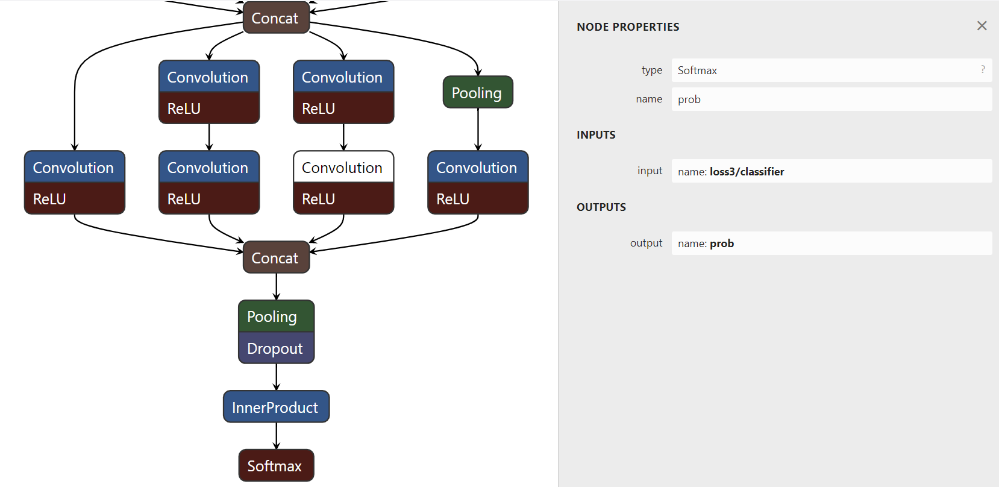 Concat
Convolution
ReLU
Convolution
ReLU
Pooling
Convolution
ReLU
Convolution
ReLU
Convolution
ReLU
Convolution
ReLU
Concat
Pooling
Dropout
InnerProduct
Softmax
NODE PROPERTIES
type Softmax ?
name prob
INPUTS
input name: loss3/classifier
OUTPUTS
output name: prob